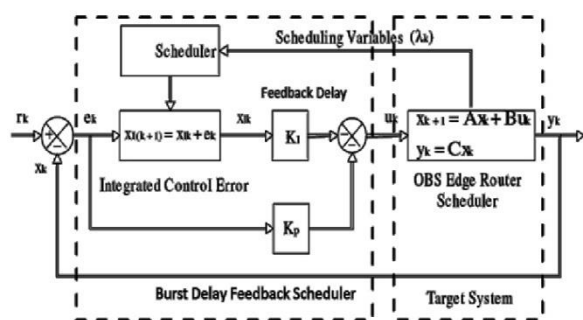 Scheduler
Scheduling Variables (λk)
Feedback Delay
rk
ek
xI(k+1) = xIk + ek
xIk
KI
uk
xk+1 = Axk + Buk
yk = Cxk
yk
xk
Integrated Control Error
OBS Edge Router
Scheduler
KP
Burst Delay Feedback Scheduler
Target System